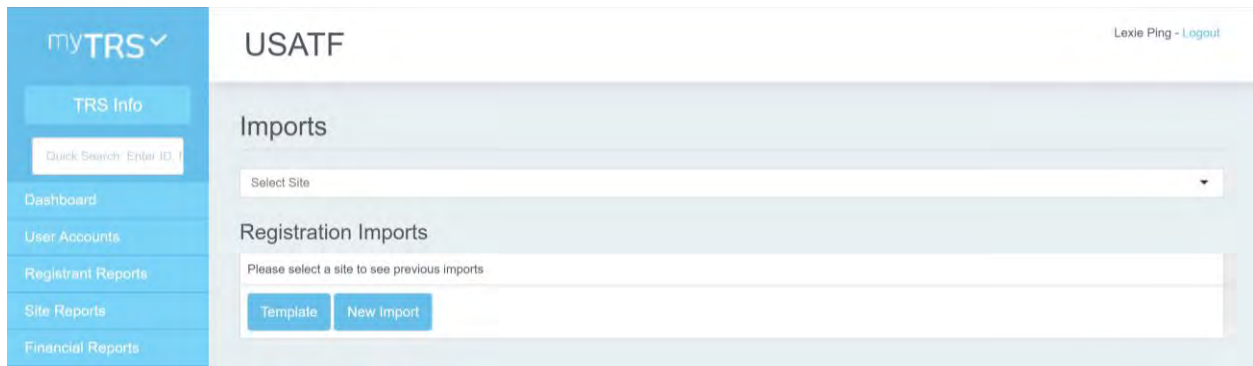 myTRS
USATF
Lexie Ping - Logout
TRS Info
Quick Search: Enter ID,
Dashboard
User Accounts
Registrant Reports
Site Reports
Financial Reports
Imports
Select Site
Registration Imports
Please select a site to see previous imports
Template
New Import